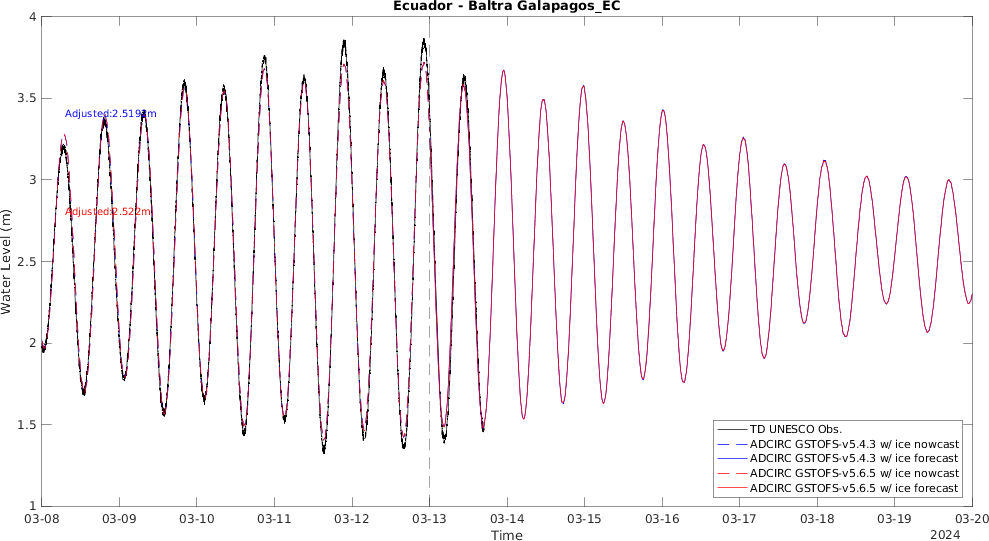 Ecuador - Baltra Galapagos_EC
4
3.5
3
2.5
2
1.5
1
Water Level (m)
Adjusted:2.5193m
Adjusted:2.522m
TD UNESCO Obs.
ADCIRC GSTOFS-v5.4.3 w/ ice nowcast
ADCIRC GSTOFS-v5.4.3 w/ ice forecast
ADCIRC GSTOFS-v5.6.5 w/ ice nowcast
ADCIRC GSTOFS-v5.6.5 w/ ice forecast
03-08 03-09 03-10 03-11 03-12 03-13 03-14 03-15 03-16 03-17 03-18 03-19 03-20
Time
2024